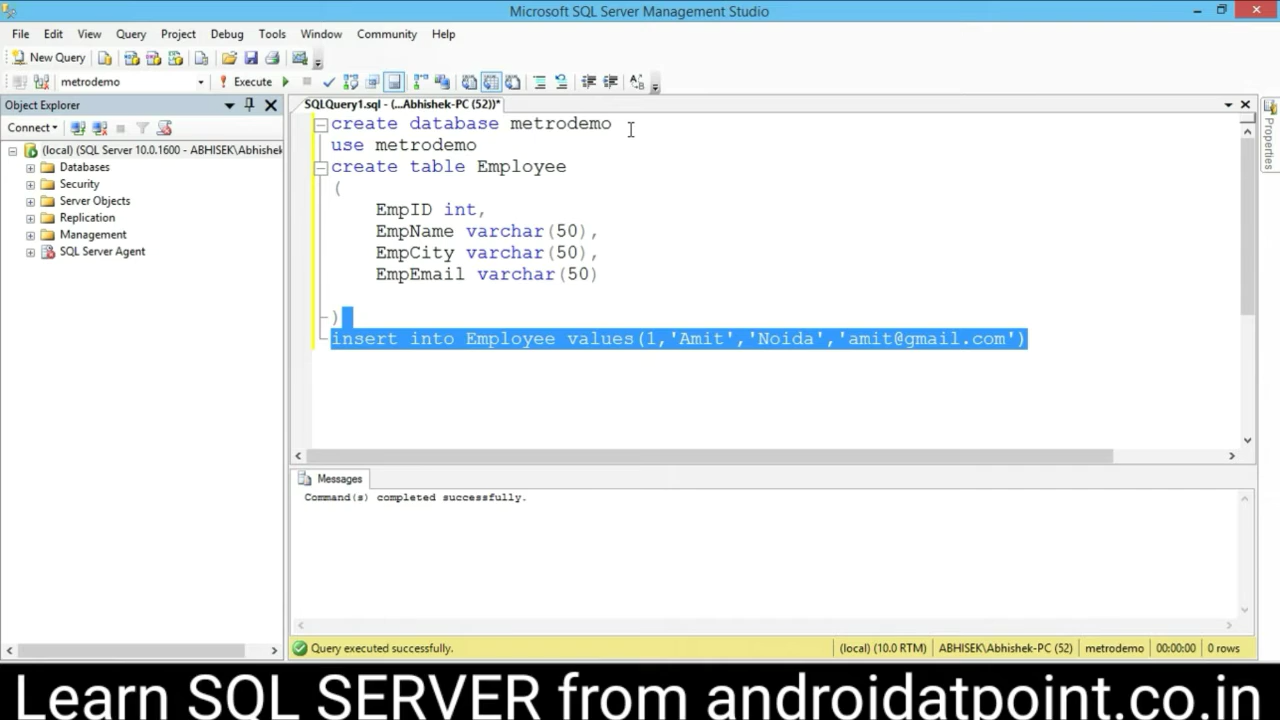 Microsoft SQL Server Management Studio
File Edit View Query Project Debug Tools Window Community Help
New Query
metrodemo Execute
Object Explorer
SQLQuery1.sql - (...Abhishek-PC (52))*
Connect
(local) (SQL Server 10.0.1600 - ABHISEK\Abhishek
Databases
Security
Server Objects
Replication
Management
SQL Server Agent
create database metrodemo
use metrodemo
create table Employee
(
EmpID int,
EmpName varchar(50),
EmpCity varchar(50),
EmpEmail varchar(50)
)
insert into Employee values(1,'Amit','Noida','amit@gmail.com')
Properties
Messages
Command(s) completed successfully.
Query executed successfully. (local) (10.0 RTM) ABHISEK\Abhishek-PC (52) metrodemo 00:00:00 0 rows
Learn SQL SERVER from androidatpoint.co.in